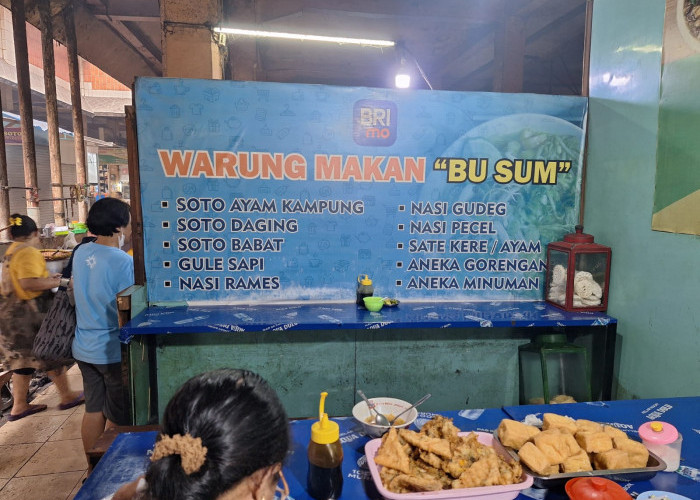 BRI
mo
WARUNG MAKAN "BU SUM"
SOTO AYAM KAMPUNG
SOTO DAGING
SOTO BABAT
GULE SAPI
NASI RAMES
NASI GUDEG
NASI PECEL
SATE KERE / AYAM
ANEKA GORENGAN
ANEKA MINUMAN